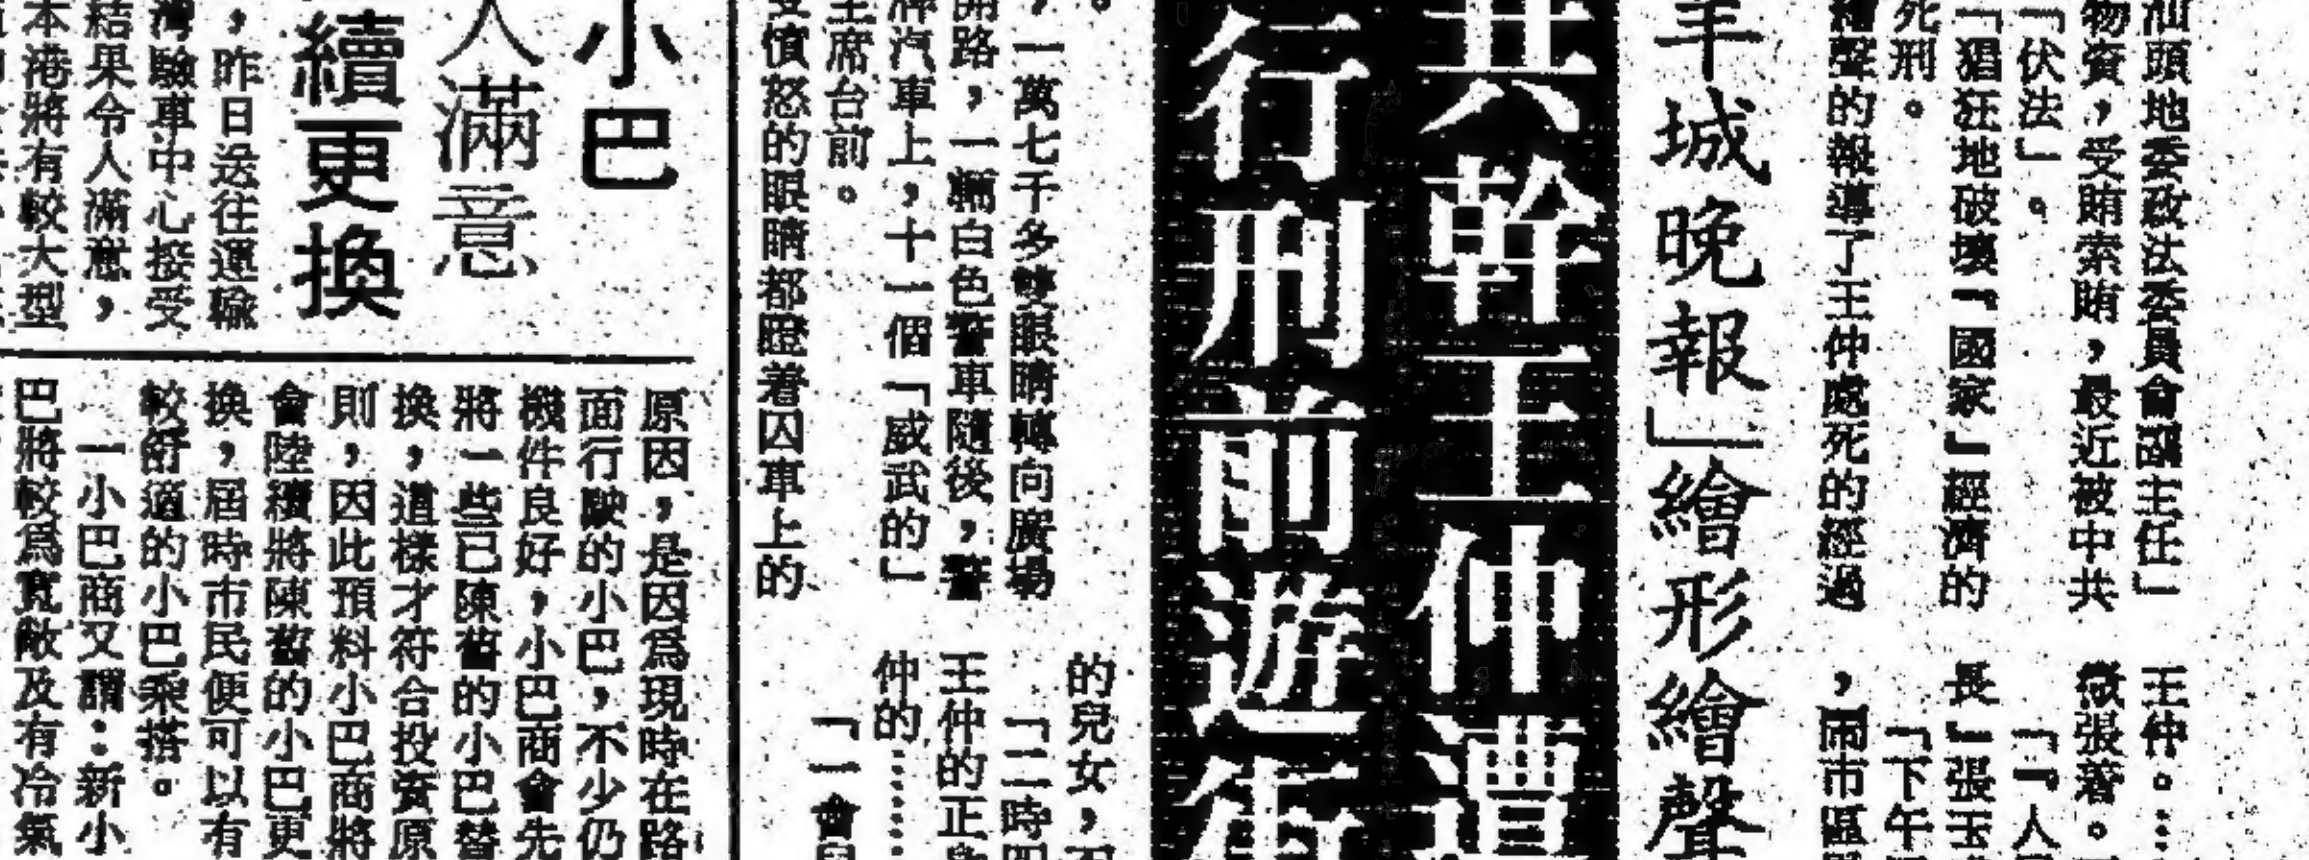 汕頭地委政法委員會副主任」
物資，受賄索賄，最近被中共
「伏法」。
「猖狂地破壞『國家』經濟的
死刑。
繪聲的報導了王仲處死的經過
羊城晚報」繪形繪聲
共幹王仲遭
行刑前遊街
。
，一萬七千多雙眼睛轉向廣場
開路，一輛白色警車隨後，警
牌汽車上，十一個「威武的」
主席台前。
憤怒的眼睛都瞪着囚車上的
王仲。⋯
張著。
「『人
長』張玉
「下午
，鬧市區
的兒女，不
「二時四
王仲的正
仲的⋯⋯
「一會
小巴
人滿意
續更換
，昨日送往運輸
灣驗車中心接受
結果令人滿意，
本港將有較大型
原因，是因爲現時在路
面行駛的小巴，不少仍
機件良好，小巴商會先
將一些已陳舊的小巴替
換，這樣才符合投資原
則，因此預料小巴商將
會陸續將陳舊的小巴更
換，屆時市民便可以有
較舒適的小巴乘搭。
一小巴商又謂：新小
巴將較爲寬敞及有冷氣